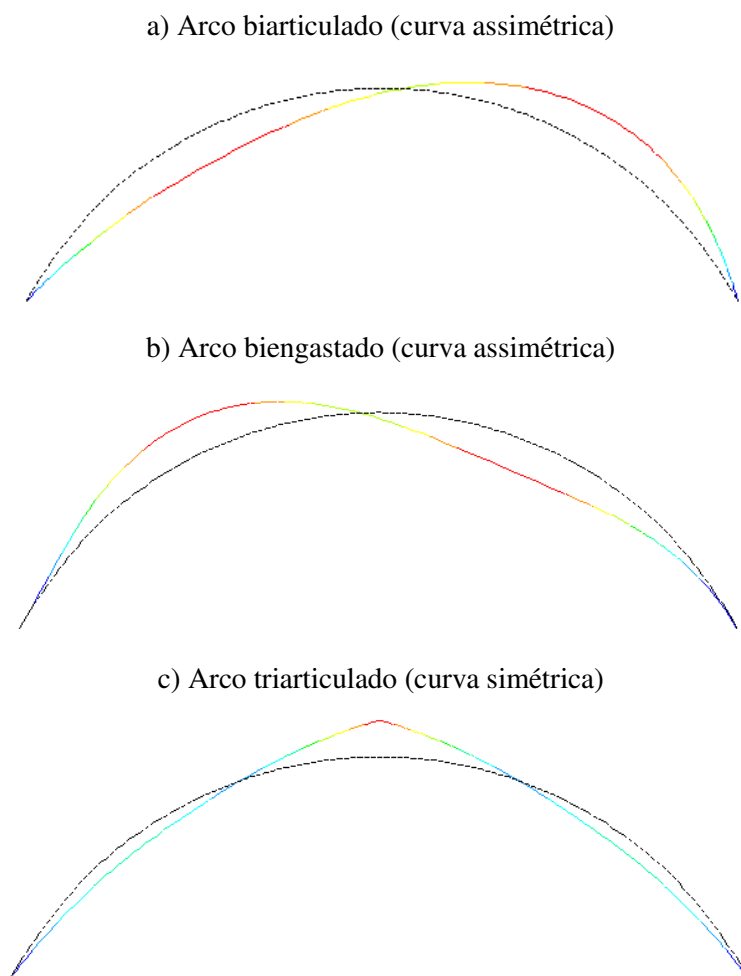 a) Arco biarticulado (curva assimétrica)
b) Arco biengastado (curva assimétrica)
c) Arco triarticulado (curva simétrica)